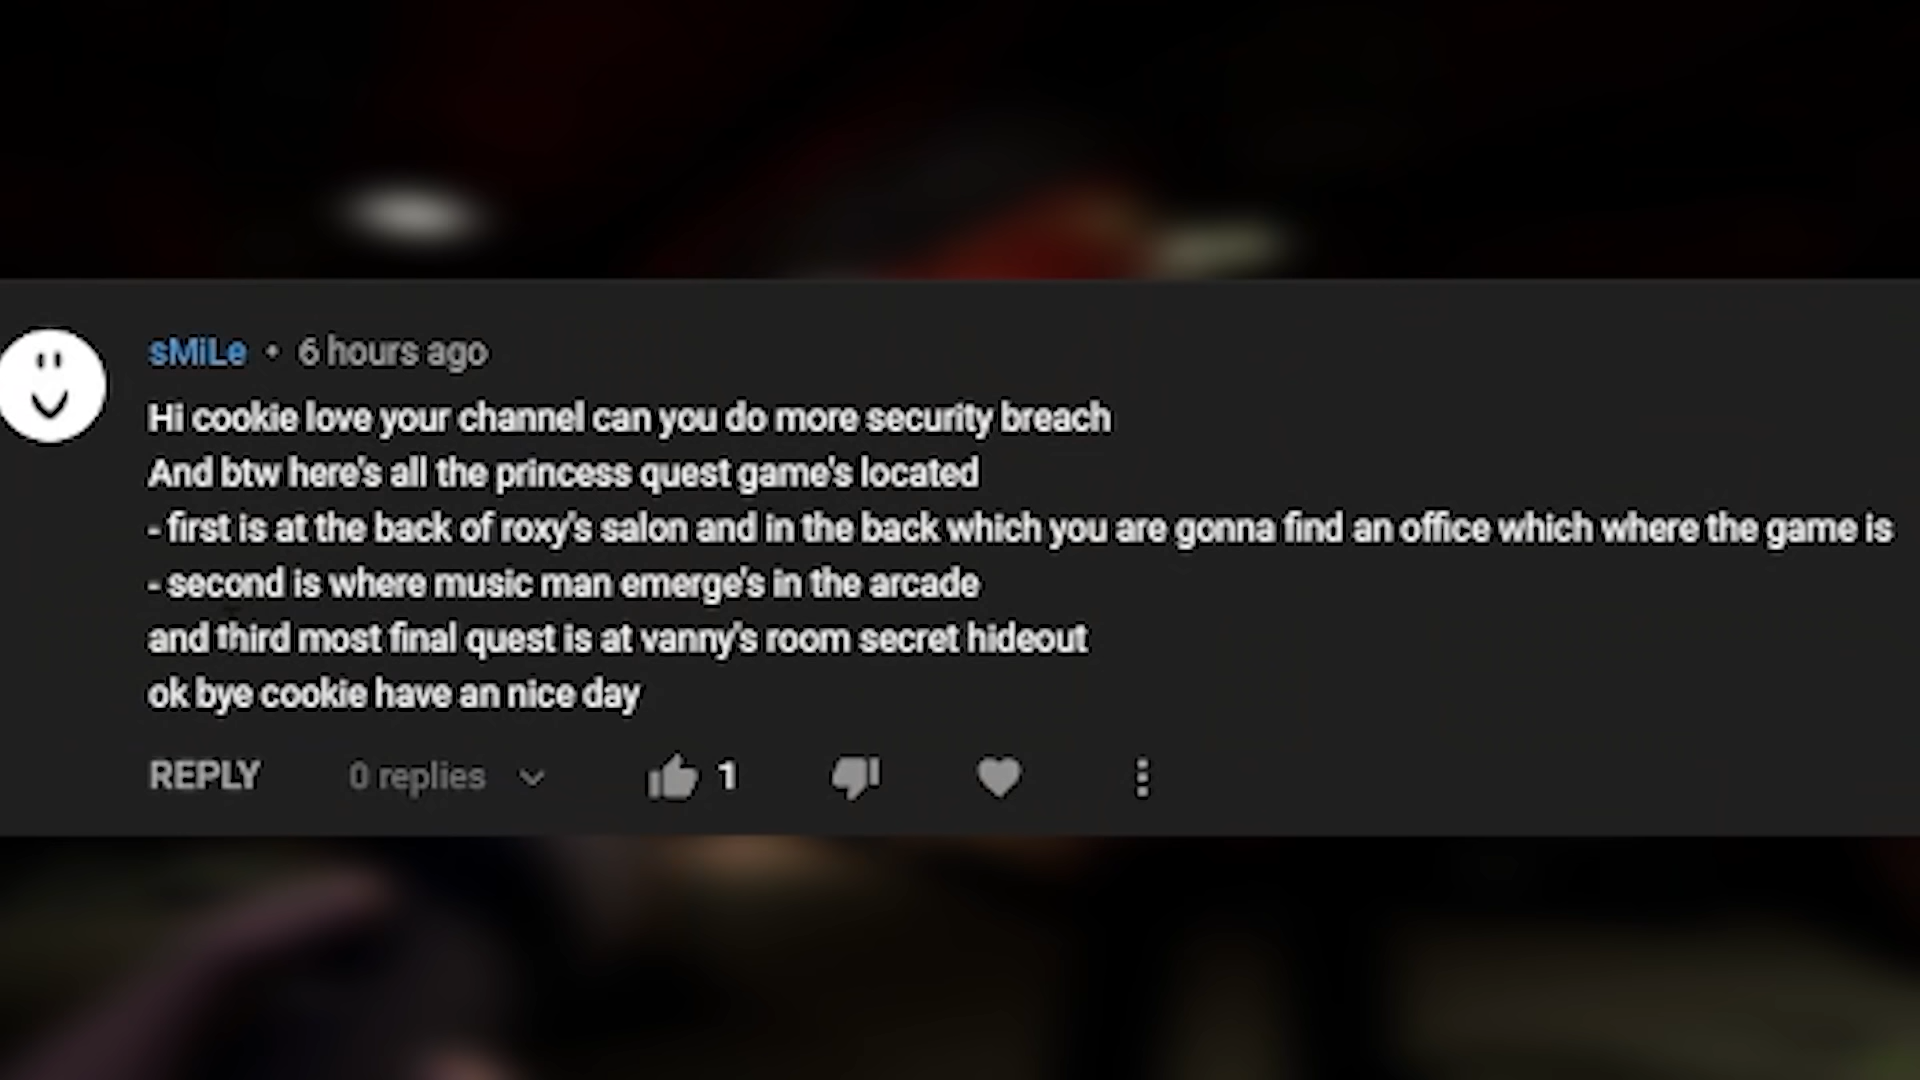 sMiLe • 6 hours ago
Hi cookie love your channel can you do more security breach
And btw here's all the princess quest game's located
- first is at the back of roxy's salon and in the back which you are gonna find an office which where the game is
- second is where music man emerge's in the arcade
and third most final quest is at vanny's room secret hideout
ok bye cookie have an nice day
REPLY 0 replies 1